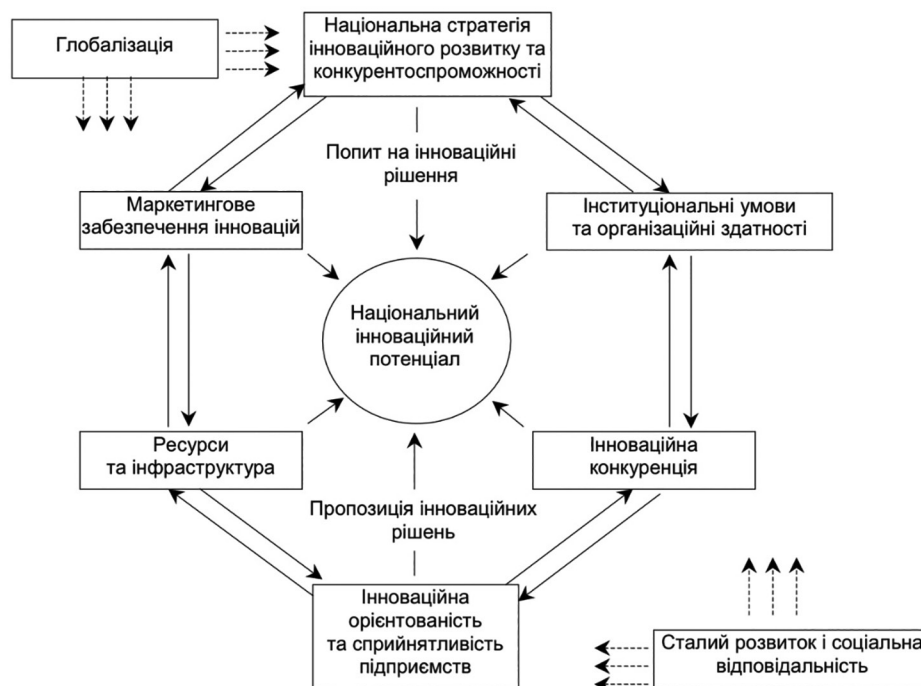 Глобалізація
Національна стратегія
інноваційного розвитку та
конкурентоспроможності
Попит на інноваційні
рішення
Маркетингове
забезпечення інновацій
Інституціональні умови
та організаційні здатності
Національний
інноваційний
потенціал
Ресурси
та інфраструктура
Інноваційна
конкуренція
Пропозиція інноваційних
рішень
Інноваційна
орієнтованість
та сприйнятливість
підприємств
Сталий розвиток і соціальна
відповідальність